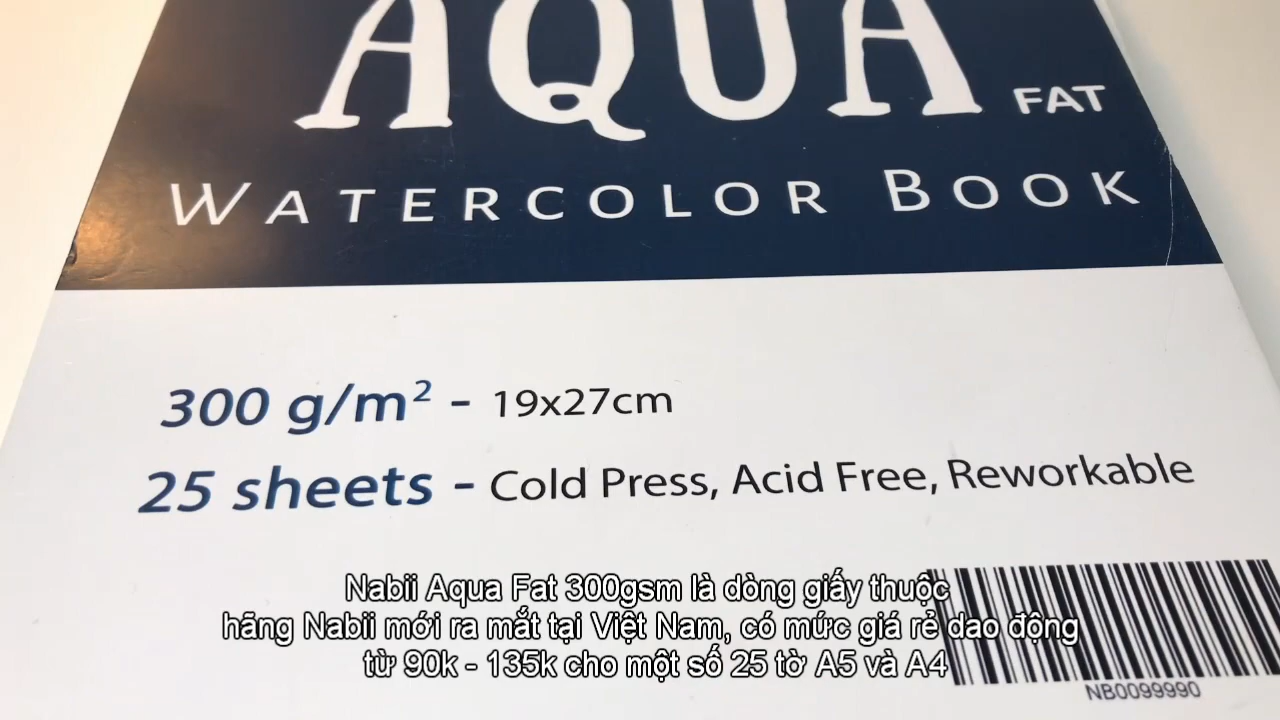 AQUA FAT
WATERCOLOR BOOK
300 g/m² - 19x27cm
25 sheets - Cold Press, Acid Free, Reworkable
Nabii Aqua Fat 300gsm là dòng giấy thuộc
hãng Nabii mới ra mắt tại Việt Nam, có mức giá rẻ dao động
từ 90k - 135k cho một số 25 tờ A5 và A4
NB0099990